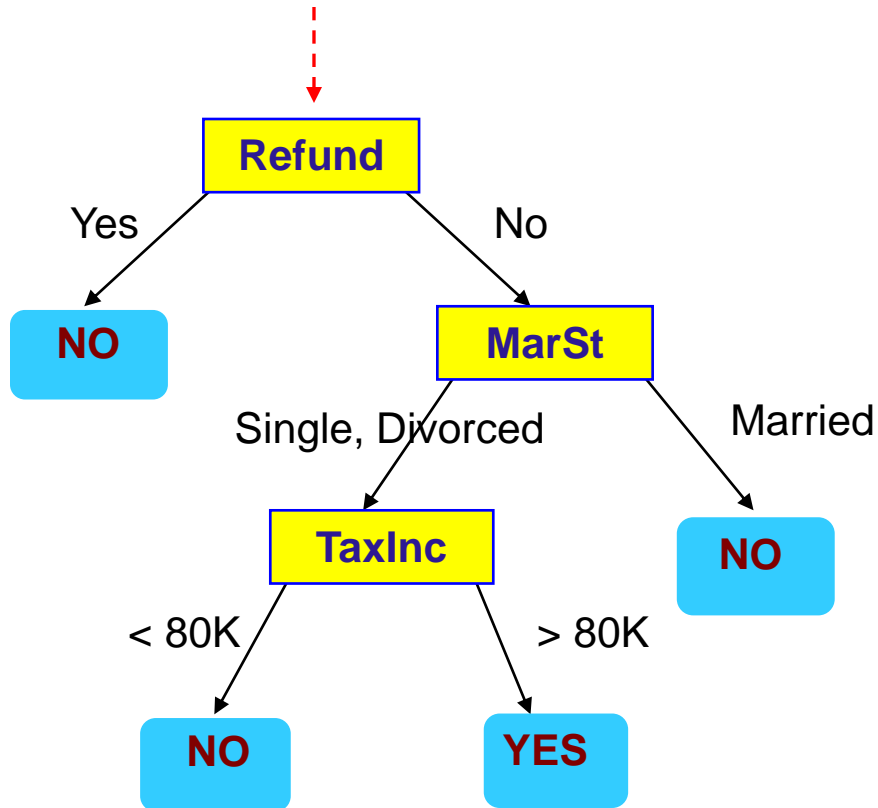 Refund
Yes
No
NO
MarSt
Single, Divorced
Married
TaxInc
NO
< 80K
> 80K
NO
YES